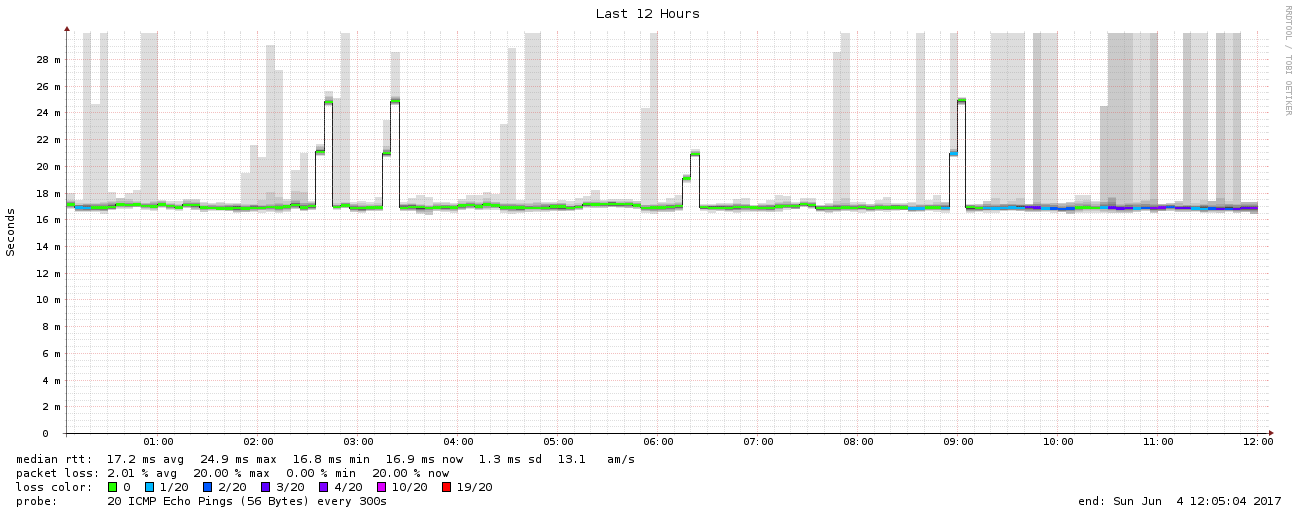 Last 12 Hours
RRDTOOL / TOBI OETIKER
Seconds
28 m
26 m
24 m
22 m
20 m
18 m
16 m
14 m
12 m
10 m
8 m
6 m
4 m
2 m
0
01:00 02:00 03:00 04:00 05:00 06:00 07:00 08:00 09:00 10:00 11:00 12:00
median rtt: 17.2 ms avg 24.9 ms max 16.8 ms min 16.9 ms now 1.3 ms sd 13.1 am/s
packet loss: 2.01 % avg 20.00 % max 0.00 % min 20.00 % now
loss color: 0 1/20 2/20 3/20 4/20 10/20 19/20
probe: 20 ICMP Echo Pings (56 Bytes) every 300s end: Sun Jun 4 12:05:04 2017